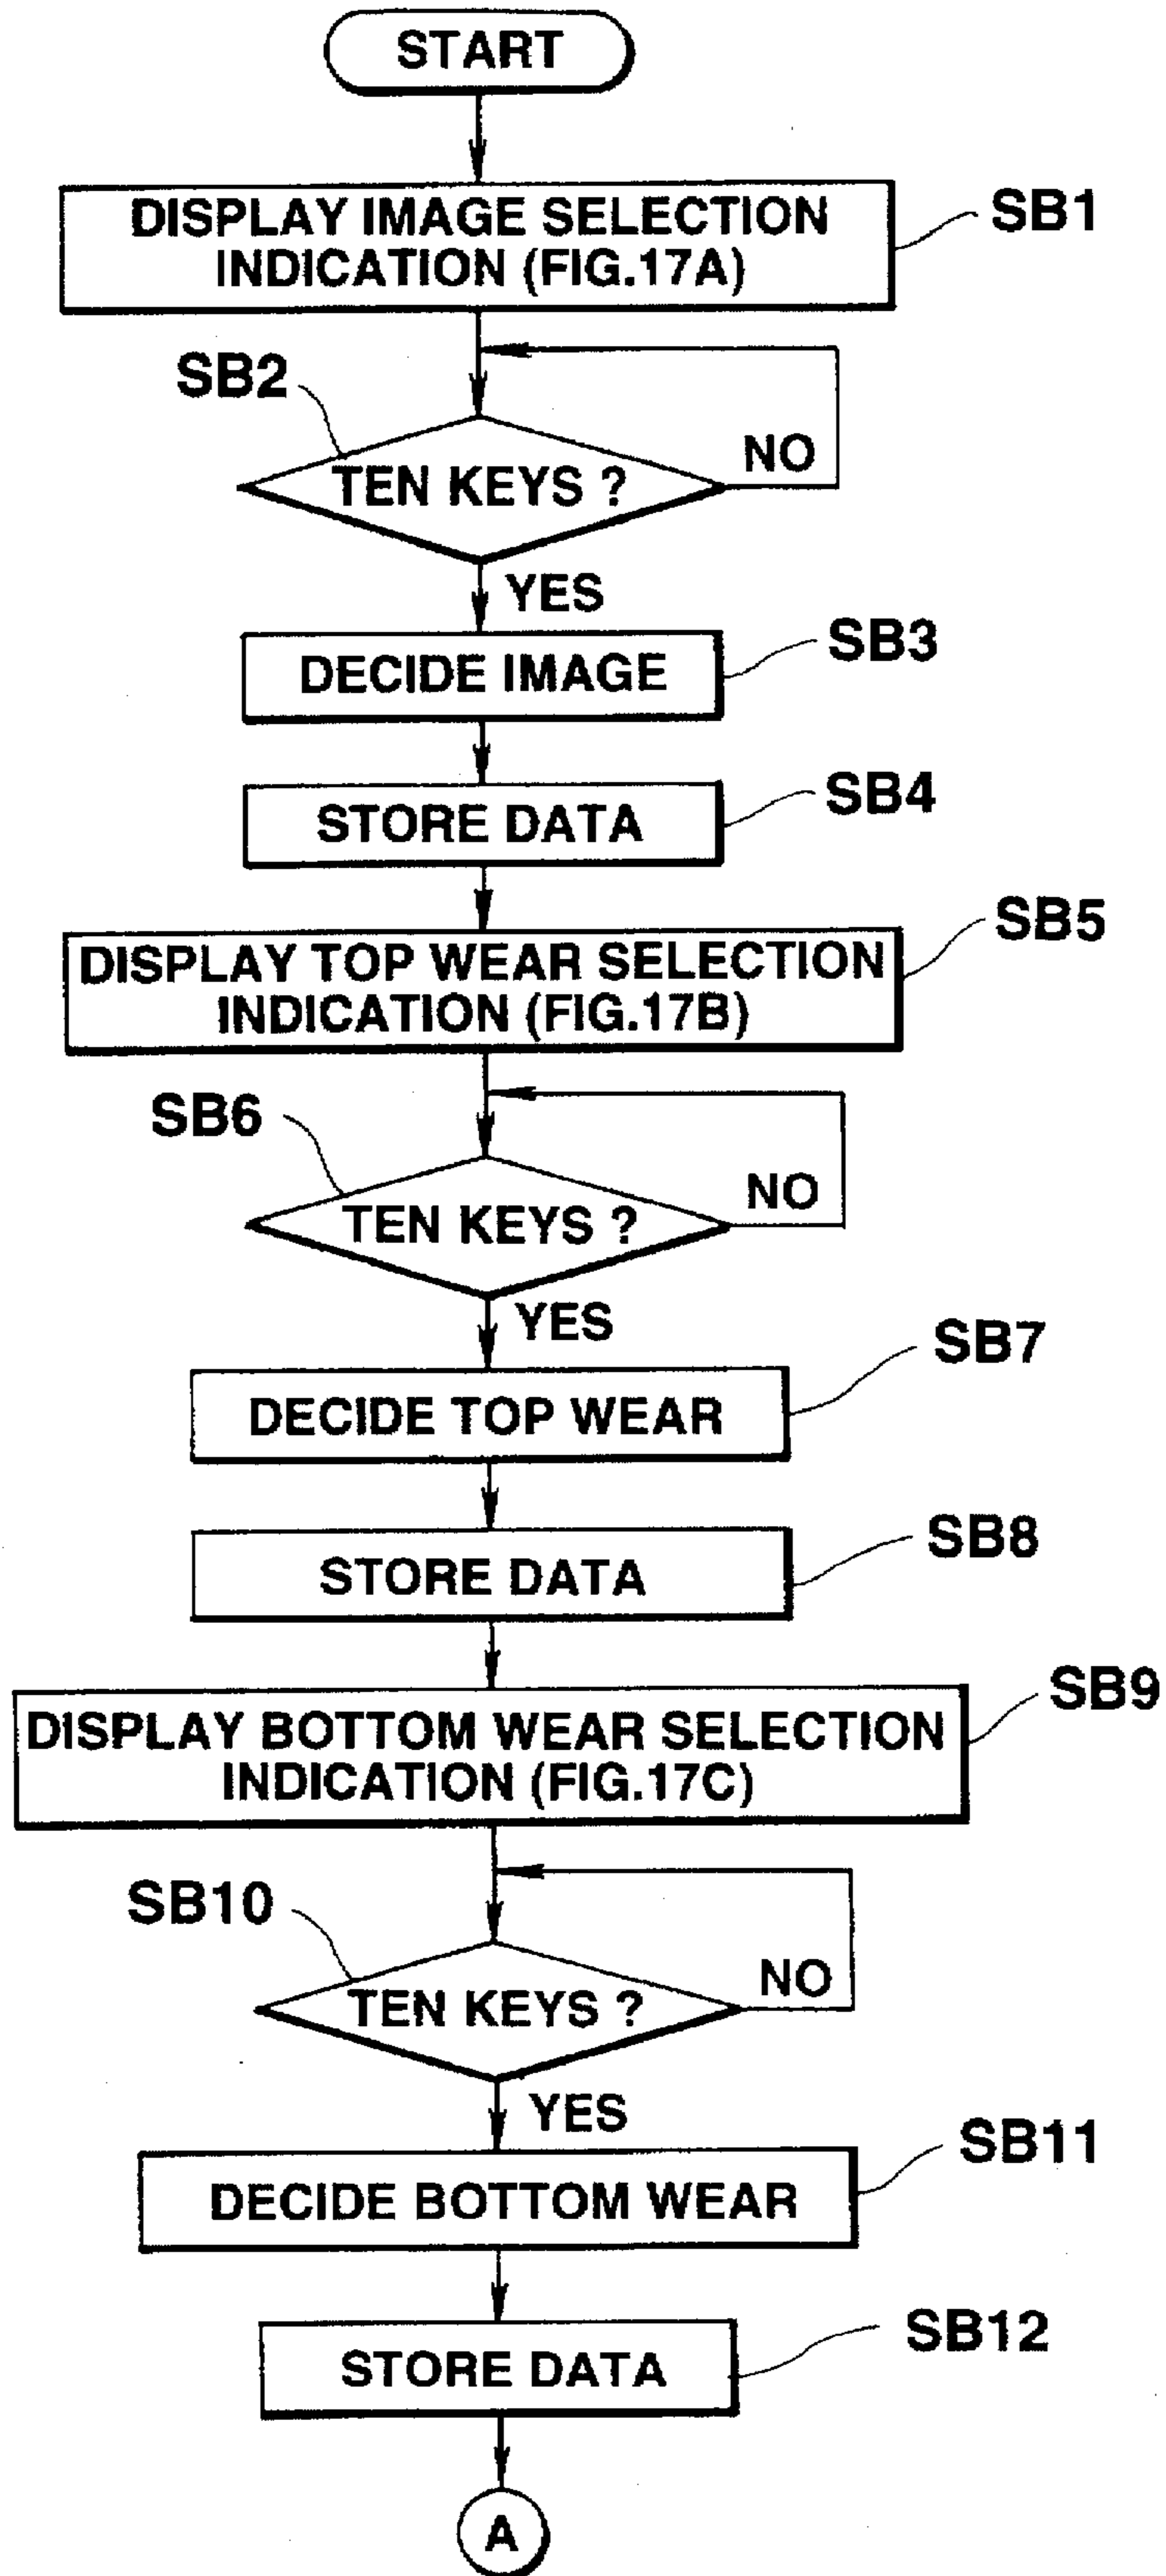 START
DISPLAY IMAGE SELECTION
INDICATION (FIG.17A)
SB1
SB2
TEN KEYS ?
NO
YES
DECIDE IMAGE
SB3
STORE DATA
SB4
DISPLAY TOP WEAR SELECTION
INDICATION (FIG.17B)
SB5
SB6
TEN KEYS ?
NO
YES
DECIDE TOP WEAR
SB7
STORE DATA
SB8
DISPLAY BOTTOM WEAR SELECTION
INDICATION (FIG.17C)
SB9
SB10
TEN KEYS ?
NO
YES
DECIDE BOTTOM WEAR
SB11
STORE DATA
SB12
A